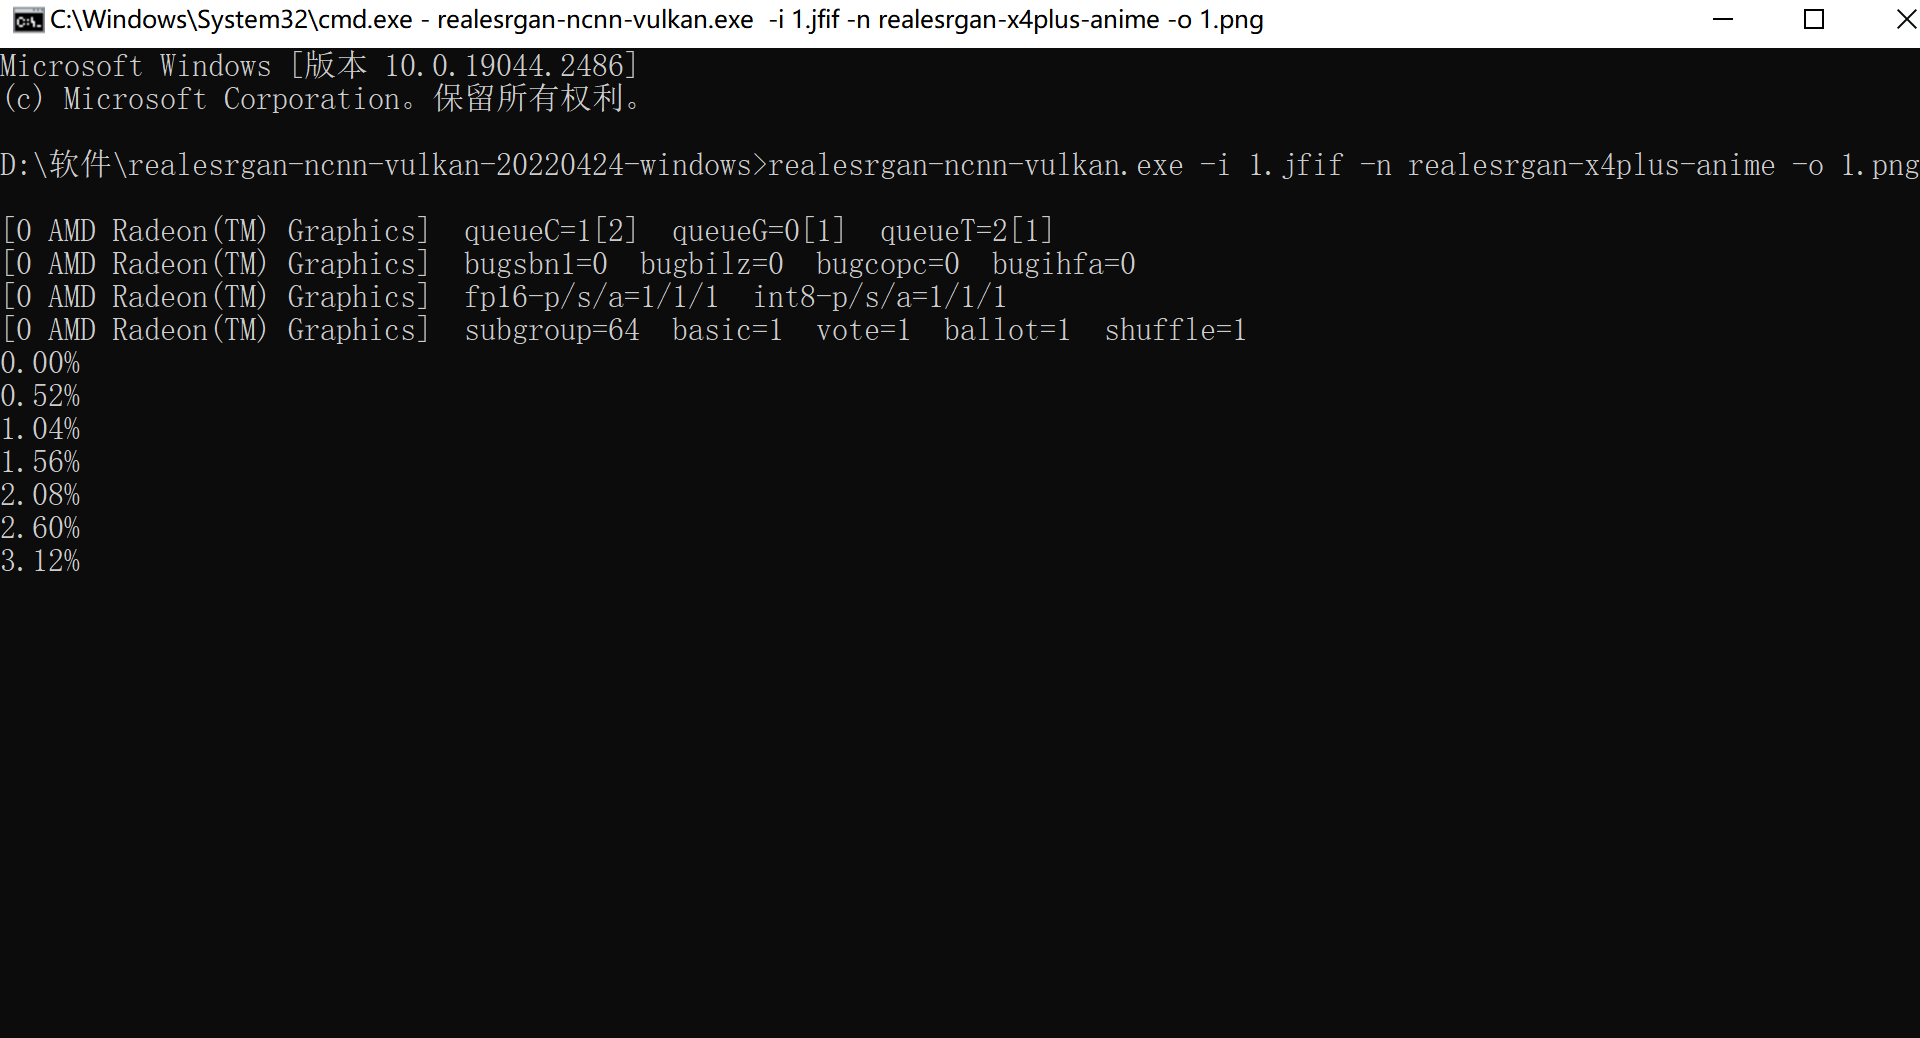 C:\Windows\System32\cmd.exe - realesrgan-ncnn-vulkan.exe  -i 1.jfif -n realesrgan-x4plus-anime -o 1.png
Microsoft Windows [版本 10.0.19044.2486]
(c) Microsoft Corporation。保留所有权利。
D:\软件\realesrgan-ncnn-vulkan-20220424-windows>realesrgan-ncnn-vulkan.exe -i 1.jfif -n realesrgan-x4plus-anime -o 1.png
[0 AMD Radeon(TM) Graphics]  queueC=1[2]  queueG=0[1]  queueT=2[1]
[0 AMD Radeon(TM) Graphics]  bugsbn1=0  bugbilz=0  bugcopc=0  bugihfa=0
[0 AMD Radeon(TM) Graphics]  fp16-p/s/a=1/1/1  int8-p/s/a=1/1/1
[0 AMD Radeon(TM) Graphics]  subgroup=64  basic=1  vote=1  ballot=1  shuffle=1
0.00%
0.52%
1.04%
1.56%
2.08%
2.60%
3.12%